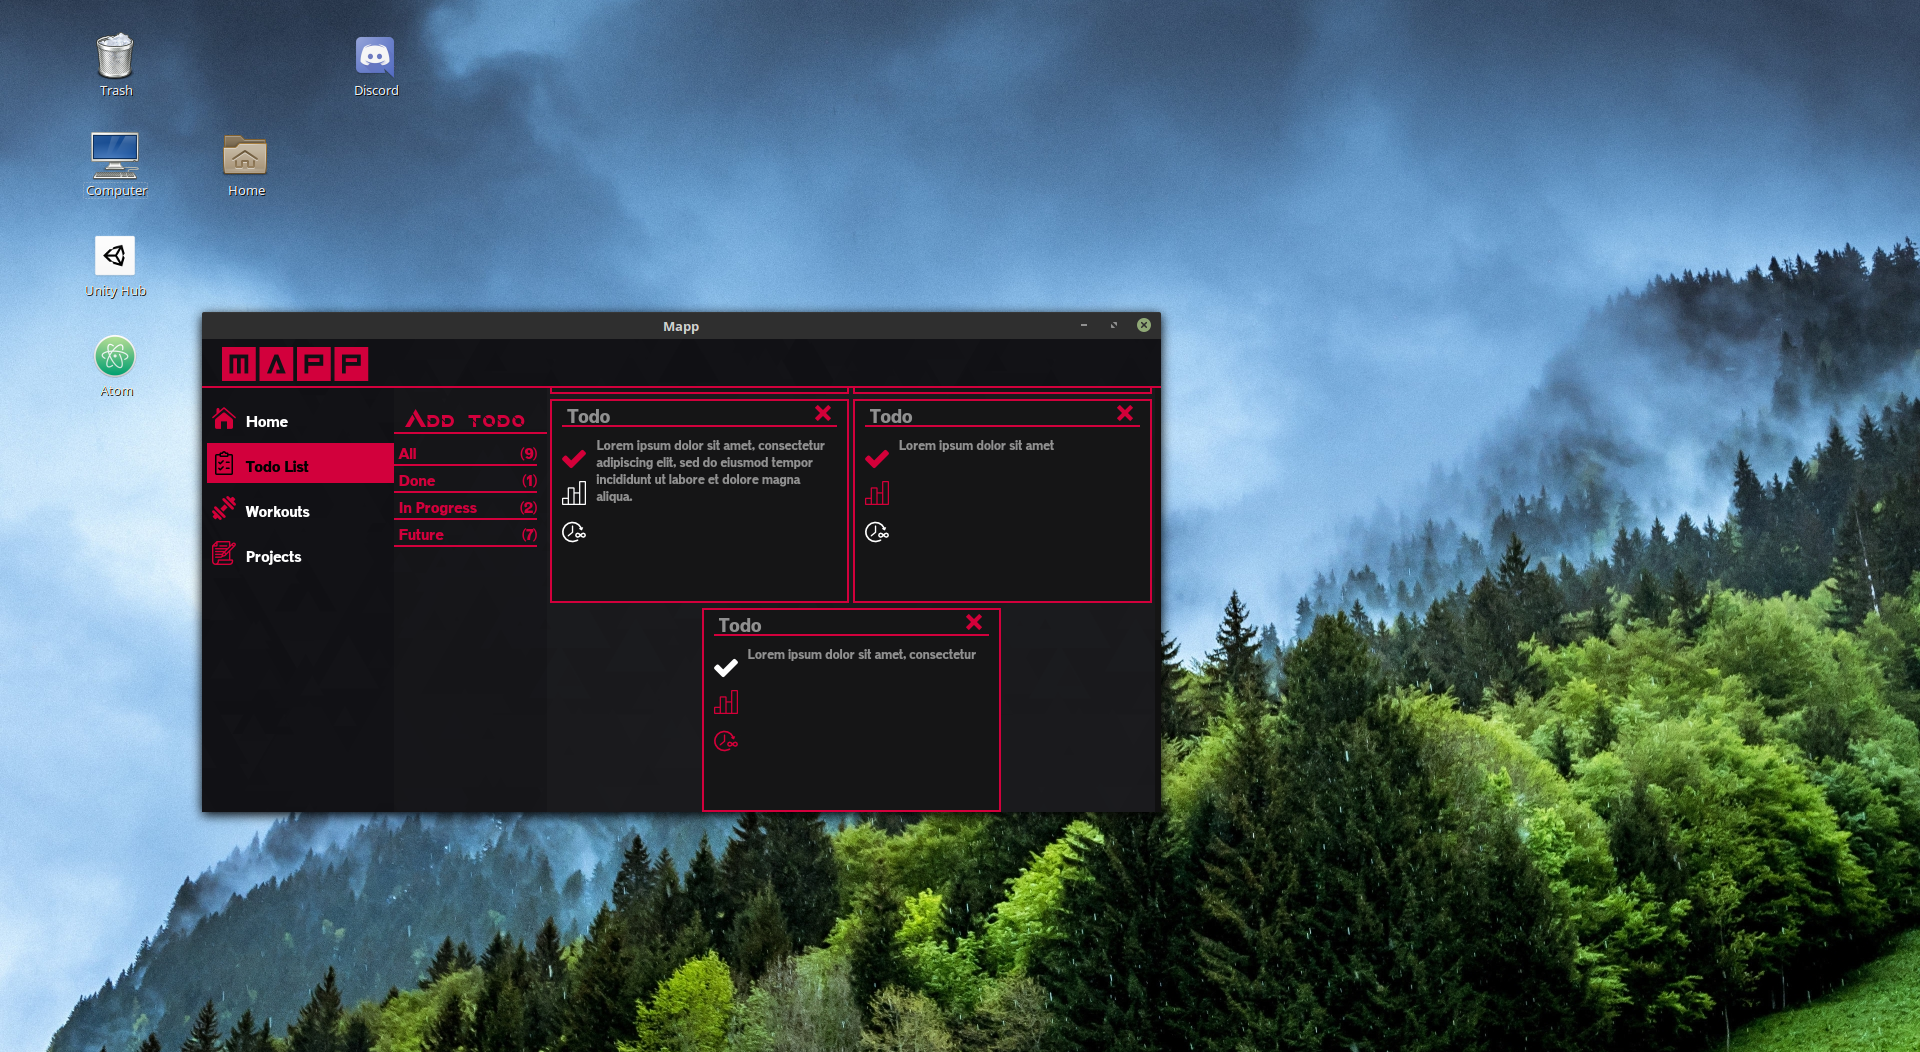 Trash
Discord
Computer
Home
Unity Hub
Atom
Mapp
MAPP
Home
Todo List
Workouts
Projects
Add todo
All (9)
Done (1)
In Progress (2)
Future (7)
Todo
Lorem ipsum dolor sit amet, consectetur
adipiscing elit, sed do eiusmod tempor
incididunt ut labore et dolore magna
aliqua.
Todo
Lorem ipsum dolor sit amet
Todo
Lorem ipsum dolor sit amet, consectetur